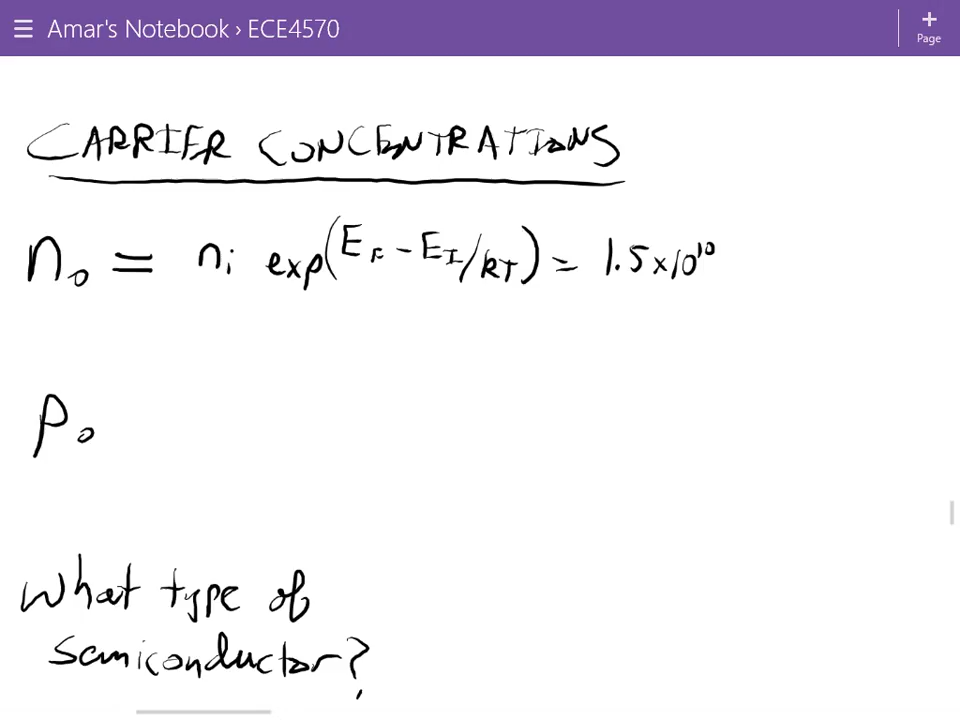 Amar's Notebook › ECE4570
+
Page
CARRIER CONCENTRATIONS
n₀ = nᵢ exp(E_F - E_I/kT) = 1.5×10¹⁰
p₀
What type of
semiconductor?